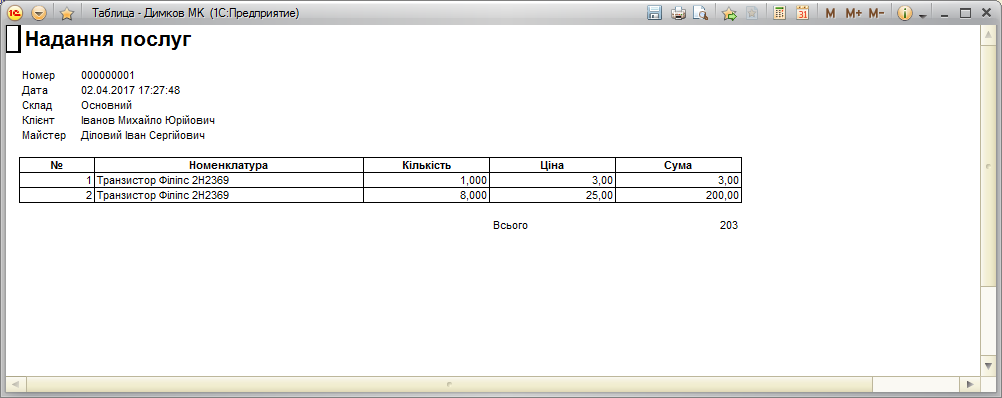 Таблица - Димков МК (1С:Предприятие)
M M+ M-
31
Надання послуг
Номер 000000001
Дата 02.04.2017 17:27:48
Склад Основний
Клієнт Іванов Михайло Юрійович
Майстер Діловий Іван Сергійович
№ Номенклатура Кількість Ціна Сума
1 Транзистор Філіпс 2Н2369 1,000 3,00 3,00
2 Транзистор Філіпс 2Н2369 8,000 25,00 200,00
Всього 203